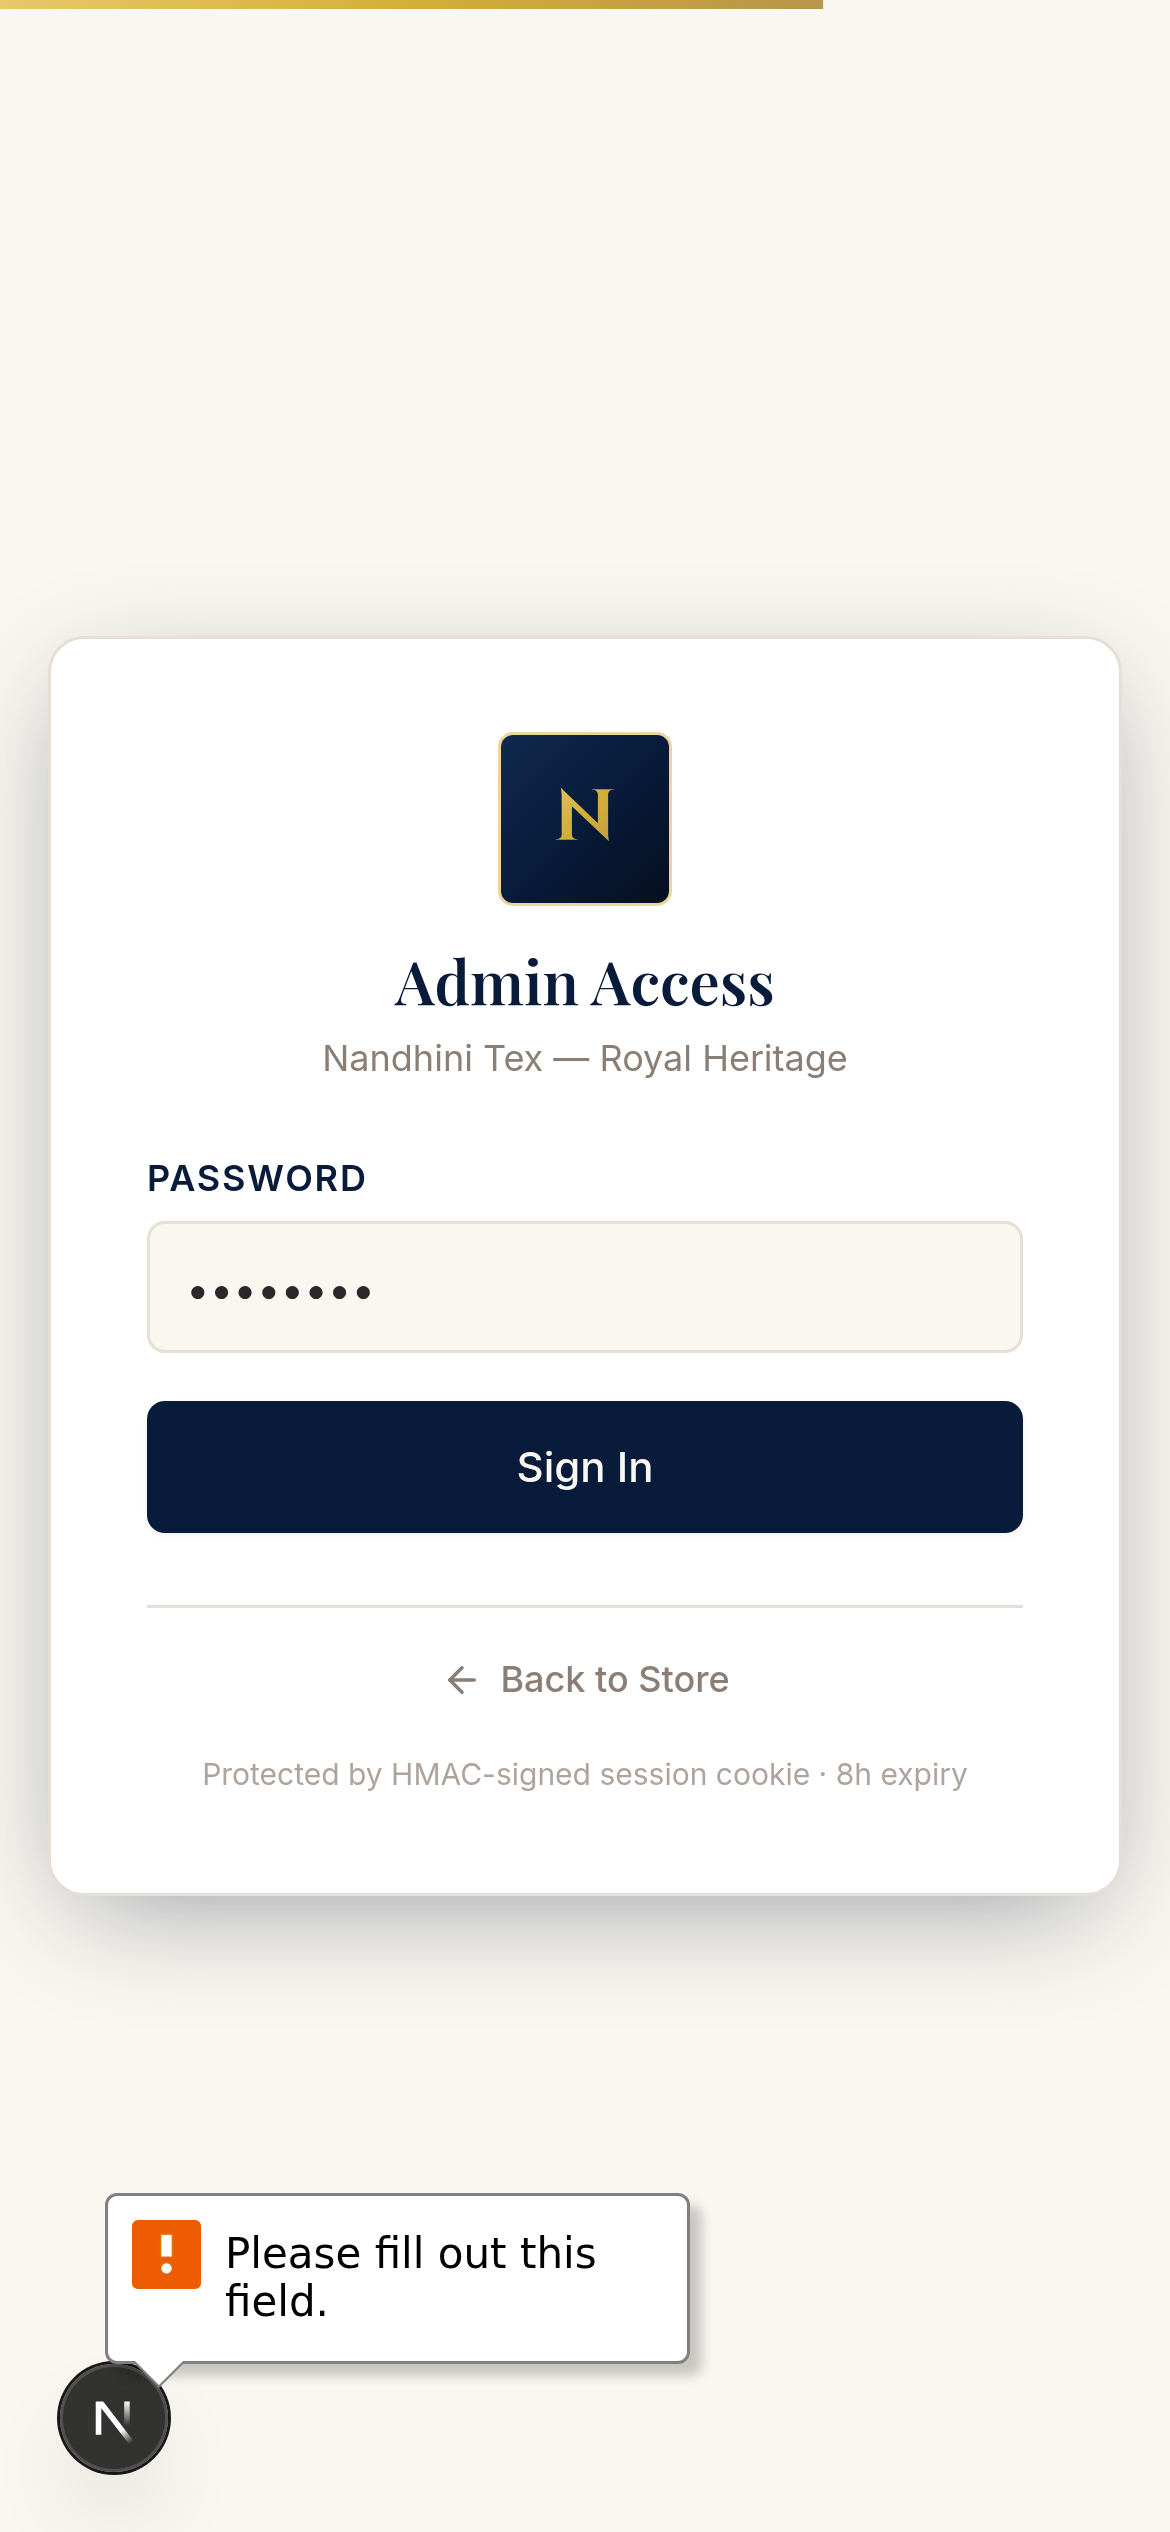 N
Admin Access
Nandhini Tex — Royal Heritage
PASSWORD
••••••••
Sign In
← Back to Store
Protected by HMAC-signed session cookie · 8h expiry
Please fill out this
field.
N